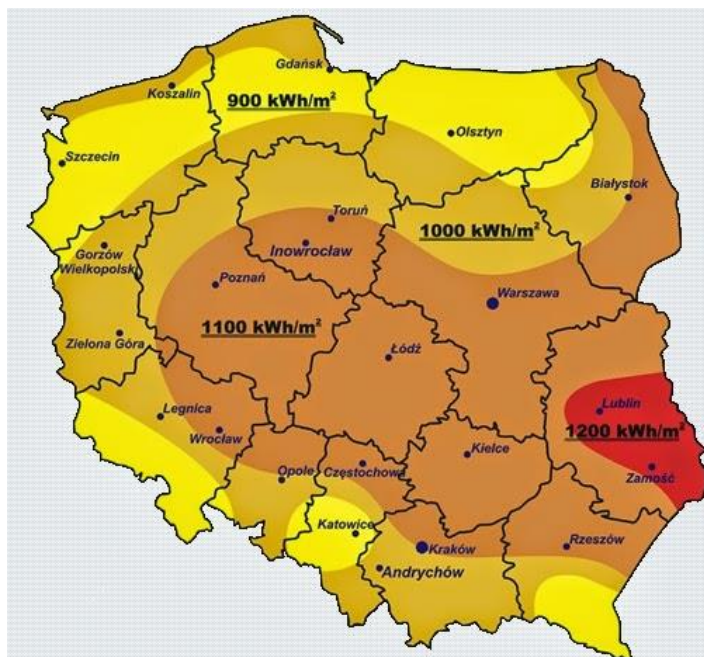 Gdańsk
Koszalin
900 kWh/m²
Olsztyn
Szczecin
Białystok
Toruń
1000 kWh/m²
Gorzów
Wielkopolski
Inowrocław
Poznań
Warszawa
1100 kWh/m²
Zielona Góra
Łódź
Legnica
Lublin
Wrocław
1200 kWh/m²
Kielce
Opole
Częstochowa
Zamość
Katowice
Kraków
Rzeszów
Andrychów